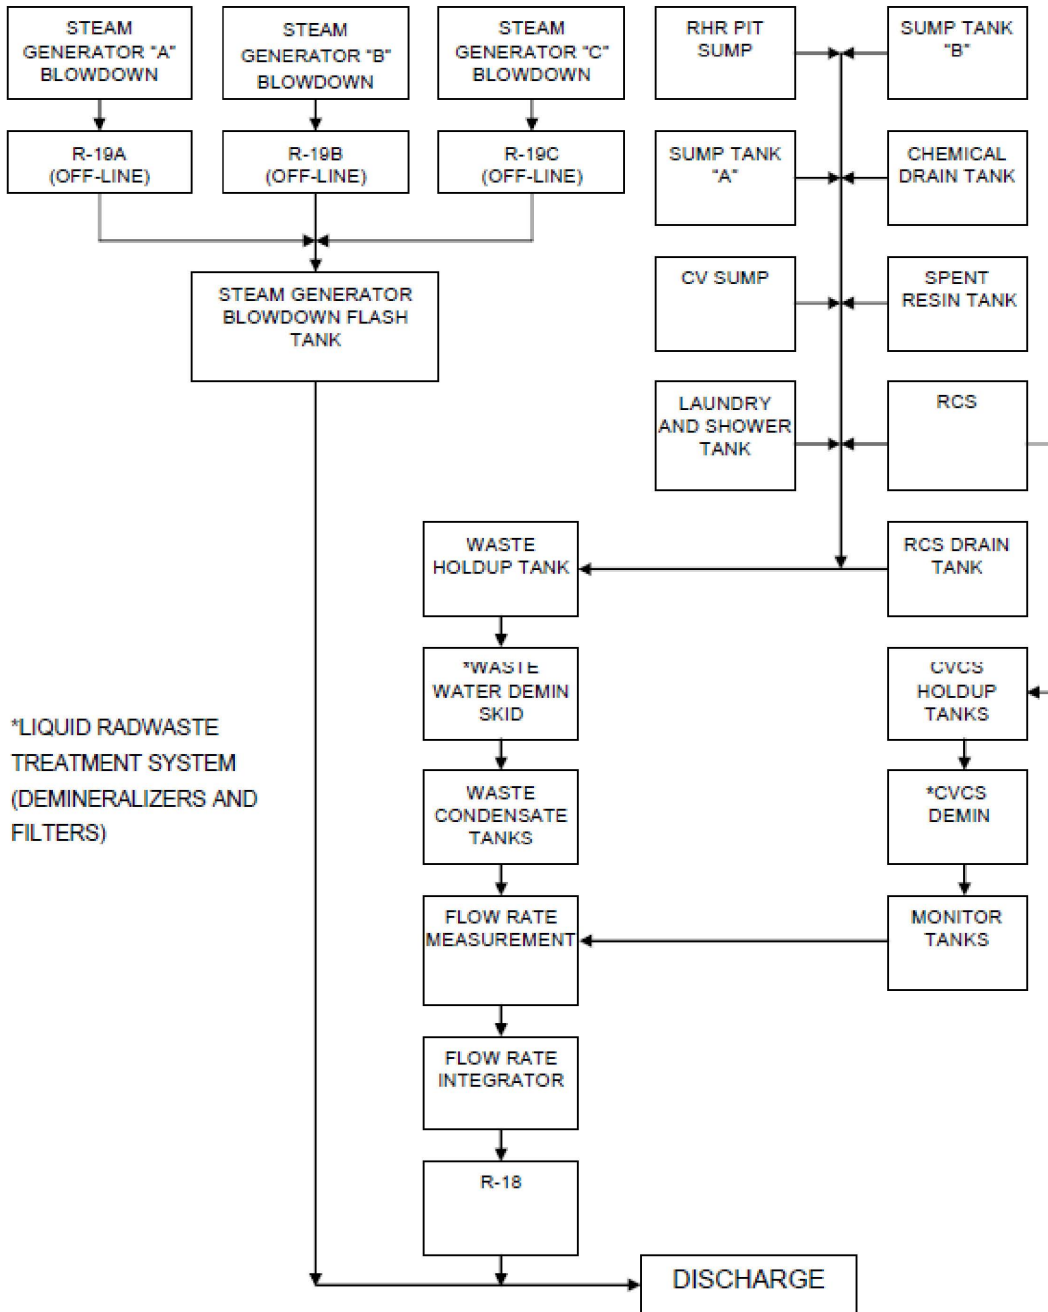 STEAM
GENERATOR "A"
BLOWDOWN
STEAM
GENERATOR "B"
BLOWDOWN
STEAM
GENERATOR "C"
BLOWDOWN
RHR PIT
SUMP
SUMP TANK
"B"
R-19A
(OFF-LINE)
R-19B
(OFF-LINE)
R-19C
(OFF-LINE)
SUMP TANK
"A"
CHEMICAL
DRAIN TANK
STEAM GENERATOR
BLOWDOWN FLASH
TANK
CV SUMP
SPENT
RESIN TANK
LAUNDRY
AND SHOWER
TANK
RCS
WASTE
HOLDUP TANK
RCS DRAIN
TANK
*WASTE
WATER DEMIN
SKID
CVCS
HOLDUP
TANKS
*LIQUID RADWASTE
TREATMENT SYSTEM
(DEMINERALIZERS AND
FILTERS)
WASTE
CONDENSATE
TANKS
*CVCS
DEMIN
FLOW RATE
MEASUREMENT
MONITOR
TANKS
FLOW RATE
INTEGRATOR
R-18
DISCHARGE